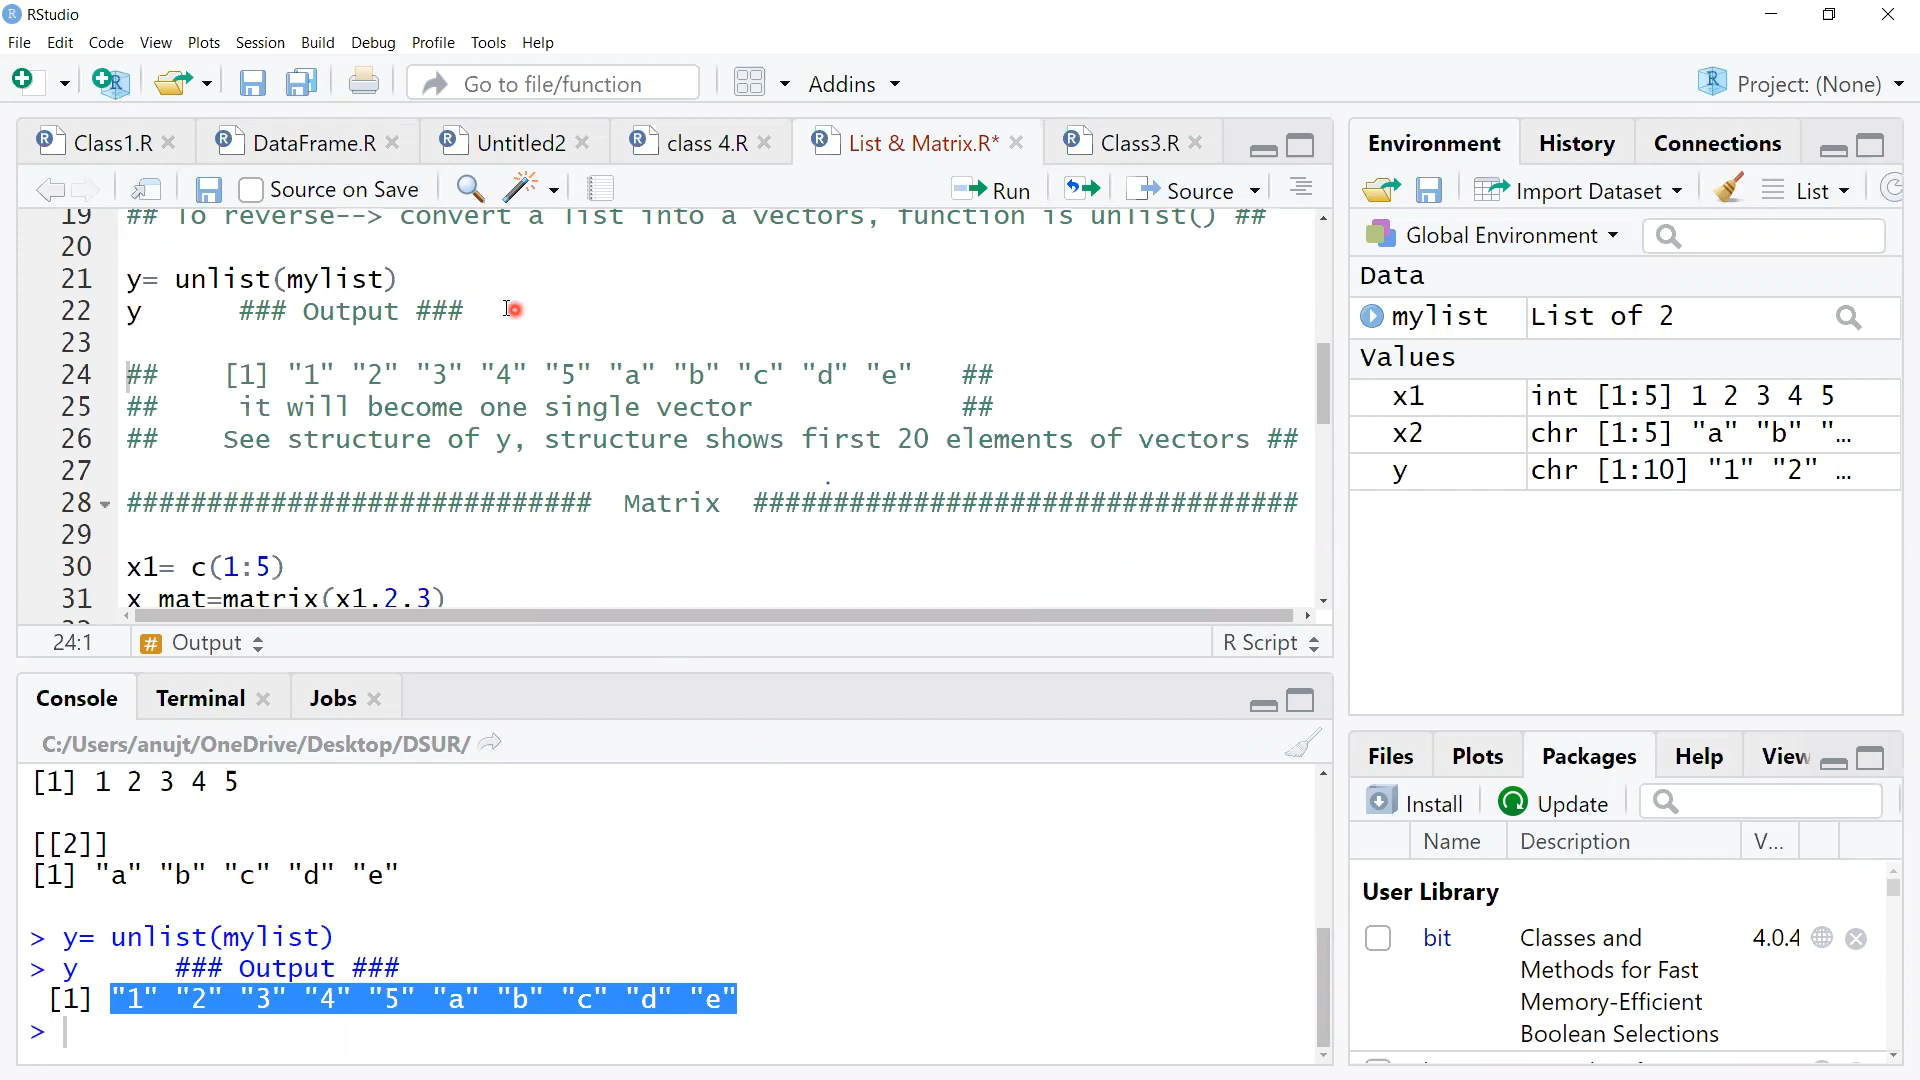 RStudio
File Edit Code View Plots Session Build Debug Profile Tools Help
Go to file/function Addins Project: (None)
Class1.R DataFrame.R Untitled2 class 4.R List & Matrix.R* Class3.R
Source on Save Run Source
19 ## To reverse--> convert a list into a vectors, function is unlist() ##
20
21 y= unlist(mylist)
22 y ### Output ###
23
24 ## [1] "1" "2" "3" "4" "5" "a" "b" "c" "d" "e" ##
25 ## it will become one single vector ##
26 ## See structure of y, structure shows first 20 elements of vectors ##
27
28 ############################# Matrix ##################################
29
30 x1= c(1:5)
31 x_mat=matrix(x1,2,3)
24:1 # Output R Script
Console Terminal Jobs
C:/Users/anujt/OneDrive/Desktop/DSUR/
[1] 1 2 3 4 5
[[2]]
[1] "a" "b" "c" "d" "e"
> y= unlist(mylist)
> y ### Output ###
[1] "1" "2" "3" "4" "5" "a" "b" "c" "d" "e"
>
Environment History Connections
Import Dataset List
Global Environment
Data
mylist List of 2
Values
x1 int [1:5] 1 2 3 4 5
x2 chr [1:5] "a" "b" "...
y chr [1:10] "1" "2" ...
Files Plots Packages Help View
Install Update
Name Description V...
User Library
bit Classes and 4.0.4
Methods for Fast
Memory-Efficient
Boolean Selections